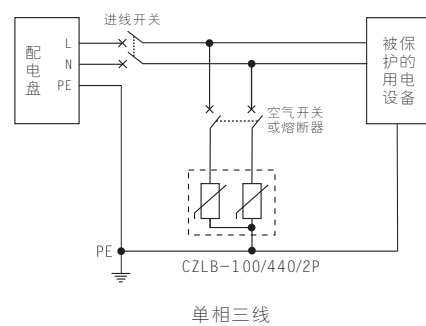 进线开关
配电盘
L
N
PE
被保护的用电设备
空气开关
或熔断器
PE
CZLB-100/440/2P
单相三线